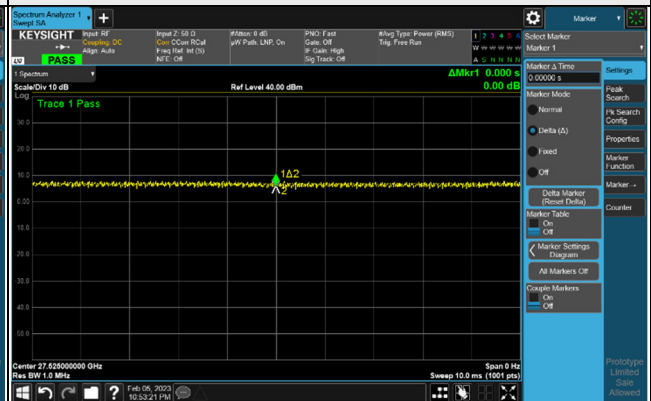 Spectrum Analyzer 1
Swept SA
+
Marker
KEYSIGHT
Input: RF
Coupling: DC
Align: Auto
Input Z: 50 Ω
Corr CCorr RCal
Freq Ref: Int (S)
NFE: Off
#Atten: 0 dB
µW Path: LNP, On
PNO: Fast
Gate: Off
IF Gain: High
Sig Track: Off
#Avg Type: Power (RMS)
Trig: Free Run
1 2 3 4 5 6
W W W W W W
A S N N N N
PASS
Select Marker
Marker 1
1 Spectrum
Scale/Div 10 dB
Ref Level 40.00 dBm
ΔMkr1 0.000 s
0.00 dB
Log
Trace 1 Pass
30.0
20.0
10.0
0.00
10.0
20.0
30.0
40.0
50.0
1Δ2
2
Center 27.525000000 GHz
Res BW 1.0 MHz
Span 0 Hz
Sweep 10.0 ms (1001 pts)
Marker Δ Time
0.00000 s
Marker Mode
Normal
Delta (Δ)
Fixed
Off
Delta Marker
(Reset Delta)
Marker Table
On
Off
Marker Settings
Diagram
All Markers Off
Couple Markers
On
Off
Settings
Peak
Search
Pk Search
Config
Properties
Marker
Function
Marker→
Counter
Prototype
Limited
Sale
Allowed
?
Feb 05, 2023
10:53:21 PM